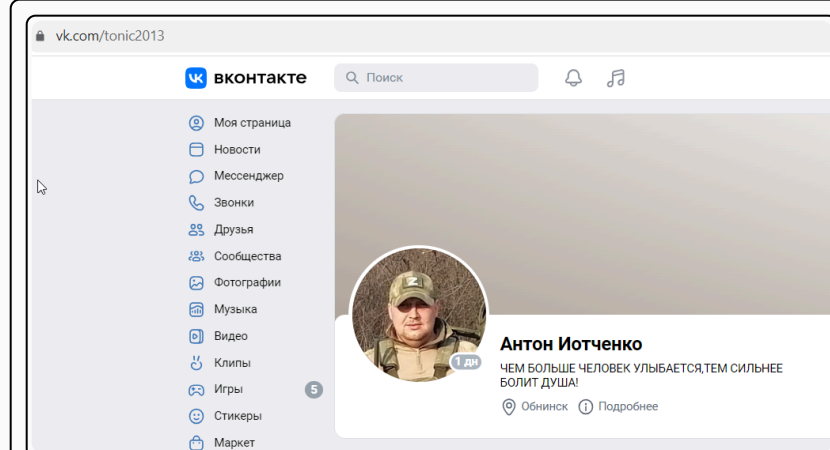 vk.com/tonic2013
вконтакте
Поиск
Моя страница
Новости
Мессенджер
Звонки
Друзья
Сообщества
Фотографии
Музыка
Видео
Клипы
Игры
5
Стикеры
Маркет
Z
1 дн
Антон Иотченко
ЧЕМ БОЛЬШЕ ЧЕЛОВЕК УЛЫБАЕТСЯ,ТЕМ СИЛЬНЕЕ
БОЛИТ ДУША!
Обнинск Подробнее